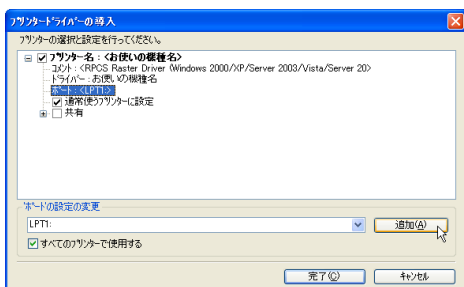 プリンタードライバーの導入
プリンターの選択と設定を行ってください。
プリンター名 : <お使いの機種名>
コメント : <RPCS Raster Driver (Windows 2000/XP/Server 2003/Vista/Server 20>
ドライバー : お使いの機種名
ポート : <LPT1:>
通常使うプリンターに設定
共有
'ポート'の設定の変更
LPT1:
追加(A)
すべてのプリンターで使用する
完了(C)
キャンセル